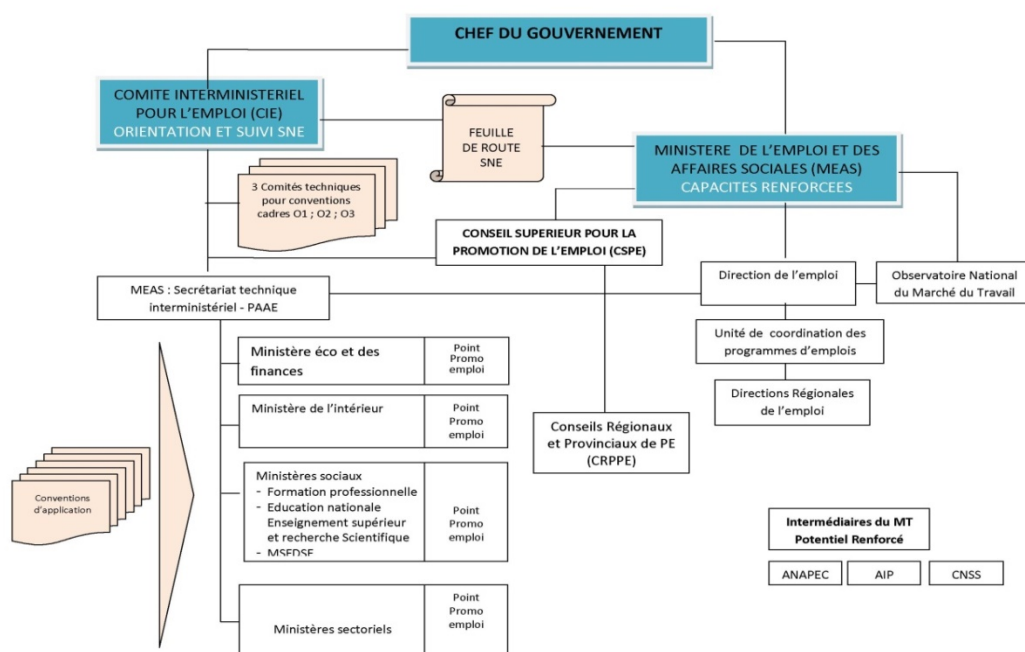 CHEF DU GOUVERNEMENT
COMITE INTERMINISTERIEL
POUR L'EMPLOI (CIE)
ORIENTATION ET SUIVI SNE
FEUILLE
DE ROUTE
SNE
MINISTERE DE L'EMPLOI ET DES
AFFAIRES SOCIALES (MEAS)
CAPACITES RENFORCEES
3 Comités techniques
pour conventions
cadres O1 ; O2 ; O3
CONSEIL SUPERIEUR POUR LA
PROMOTION DE L'EMPLOI (CSPE)
MEAS : Secrétariat technique
interministériel - PAAE
Direction de l'emploi
Observatoire National
du Marché du Travail
Unité de coordination des
programmes d'emplois
Directions Régionales
de l'emploi
Ministère éco et des
finances
Point
Promo
emploi
Ministère de l'intérieur
Point
Promo
emploi
Conseils Régionaux
et Provinciaux de PE
(CRPPE)
Conventions
d'application
Ministères sociaux
- Formation professionnelle
- Education nationale
Enseignement supérieur
et recherche Scientifique
- MSEDSF
Point
Promo
emploi
Ministères sectoriels
Point
Promo
emploi
Intermédiaires du MT
Potentiel Renforcé
ANAPEC
AIP
CNSS